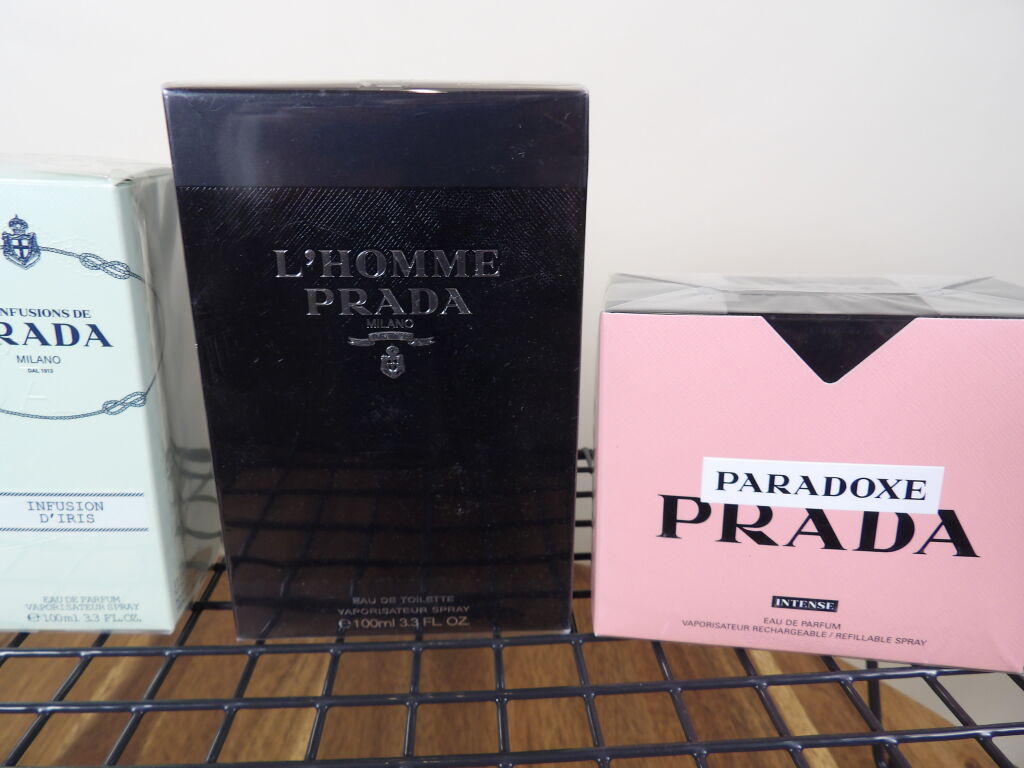 NFUSIONS DE
RADA
MILANO
DAL 1913
INFUSION
D'IRIS
EAU DE PARFUM
VAPORISATEUR SPRAY
℮100ml 3.3 FL.OZ.
L'HOMME
PRADA
MILANO
EAU DE TOILETTE
VAPORISATEUR SPRAY
℮100ml 3.3 FL. OZ.
PARADOXE
PRADA
INTENSE
EAU DE PARFUM
VAPORISATEUR RECHARGEABLE / REFILLABLE SPRAY